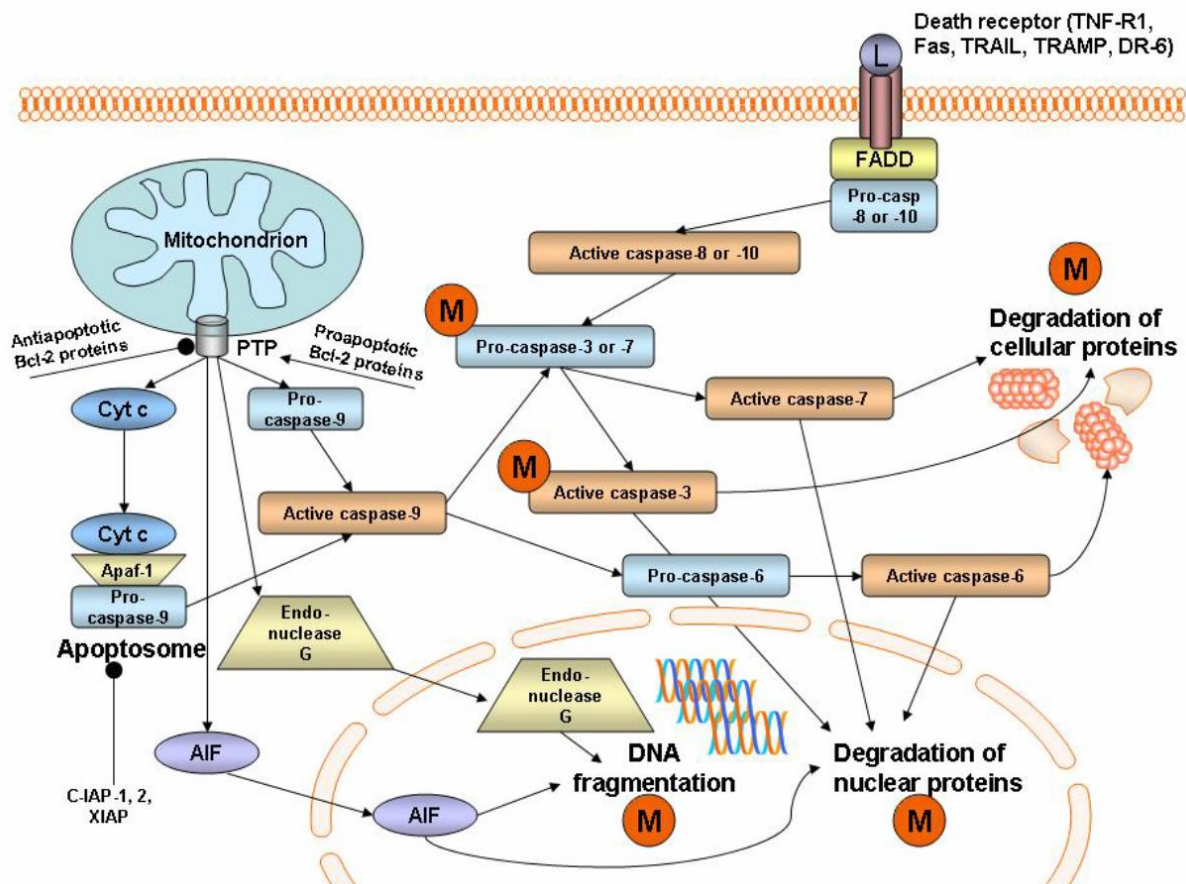 Death receptor (TNF-R1,
Fas, TRAIL, TRAMP, DR-6)
L
FADD
Pro-casp
-8 or -10
Mitochondrion
Active caspase-8 or -10
M
M
Antiapoptotic
Bcl-2 proteins
PTP
Proapoptotic
Bcl-2 proteins
Pro-caspase-3 or -7
Degradation of
cellular proteins
Cyt c
Pro-
caspase-9
Active caspase-7
M
Active caspase-3
Cyt c
Active caspase-9
Apaf-1
Pro-
caspase-9
Pro-caspase-6
Active caspase-6
Apoptosome
Endo-
nuclease
G
Endo-
nuclease
G
AIF
DNA
fragmentation
Degradation of
nuclear proteins
C-IAP-1, 2,
XIAP
AIF
M
M